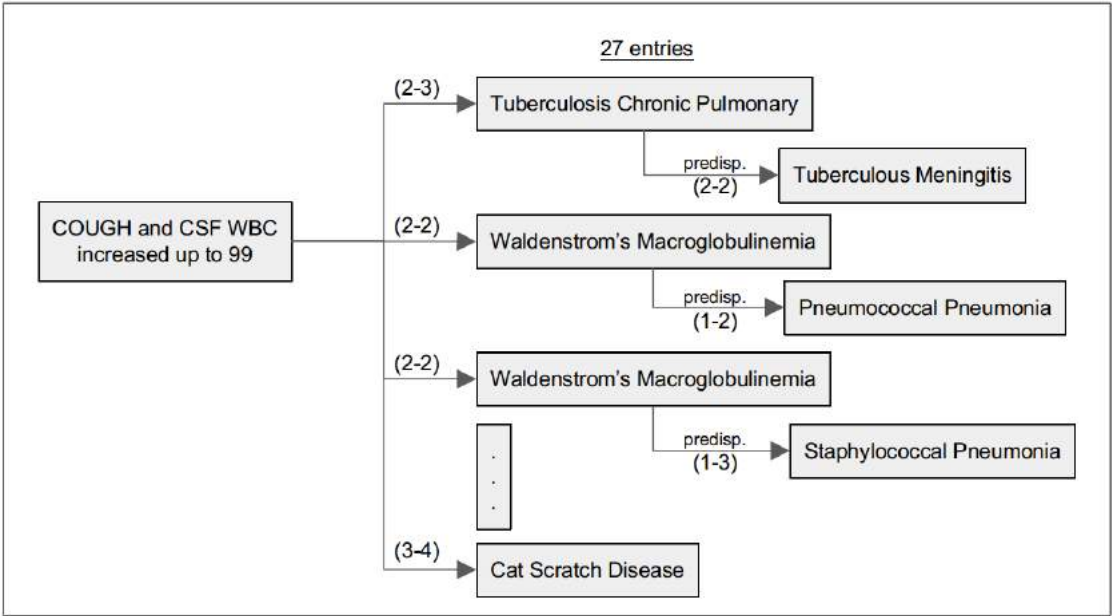 27 entries
(2-3)
Tuberculosis Chronic Pulmonary
predisp.
(2-2)
Tuberculous Meningitis
COUGH and CSF WBC
increased up to 99
(2-2)
Waldenstrom's Macroglobulinemia
predisp.
(1-2)
Pneumococcal Pneumonia
(2-2)
Waldenstrom's Macroglobulinemia
predisp.
(1-3)
Staphylococcal Pneumonia
.
.
.
(3-4)
Cat Scratch Disease